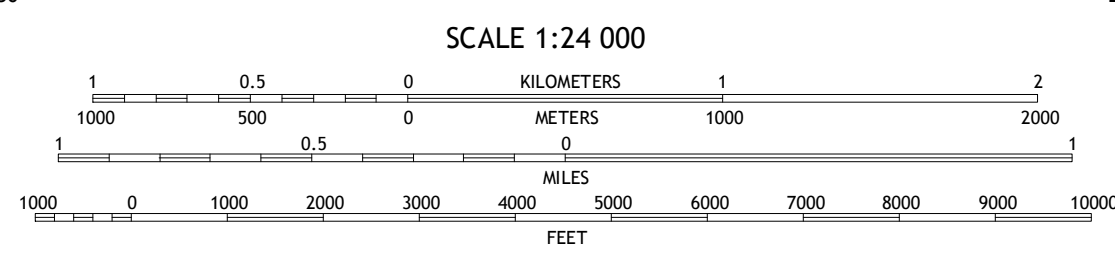 SCALE 1:24 000
1 0.5 0 KILOMETERS 1 2
1000 500 0 METERS 1000 2000
1 0.5 0 1
MILES
1000 0 1000 2000 3000 4000 5000 6000 7000 8000 9000 10000
FEET